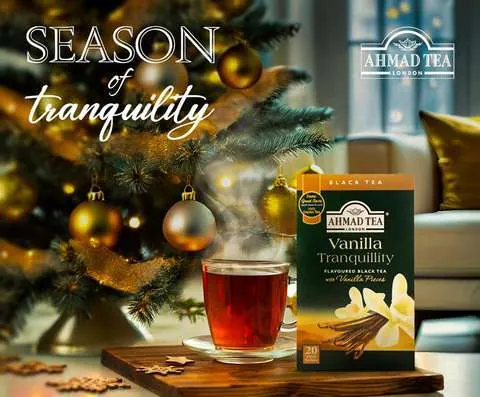 SEASON
of
tranquility
AHMAD TEA
LONDON
BLACK TEA
AHMAD TEA
LONDON
Vanilla
Tranquillity
FLAVOURED BLACK TEA
with Vanilla Pieces
20